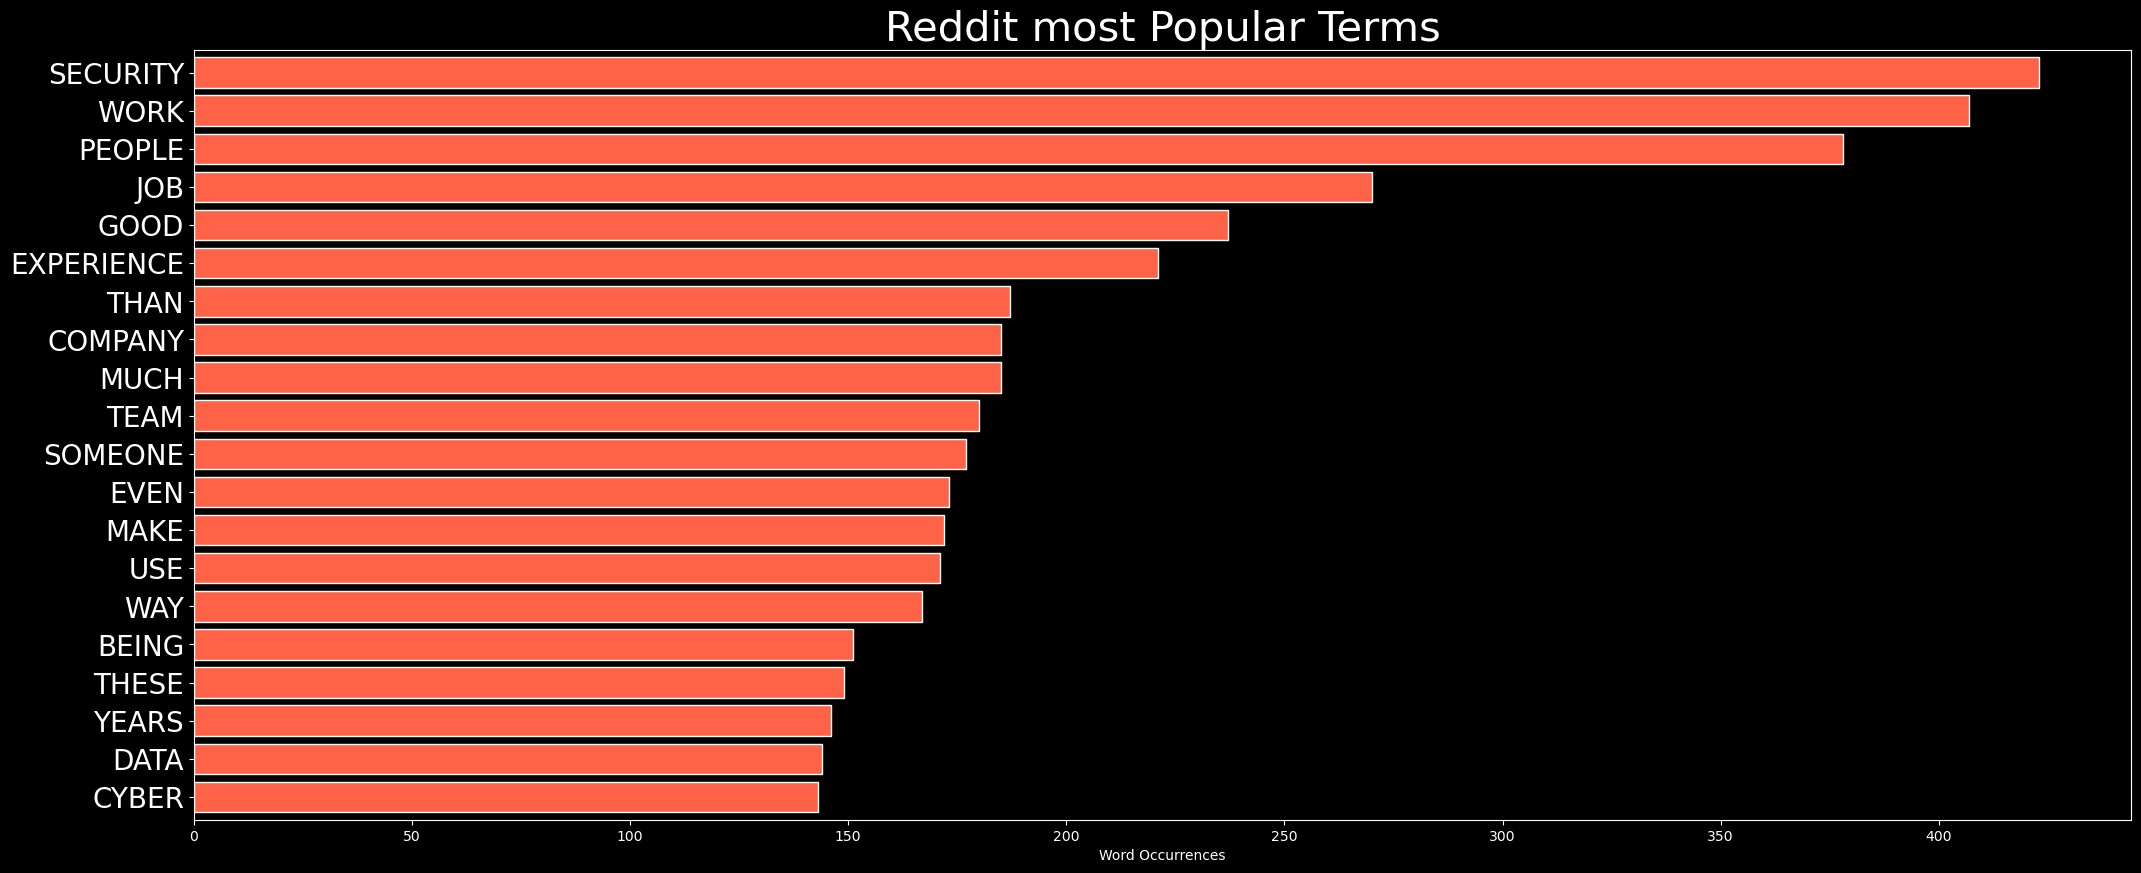 Reddit most Popular Terms
SECURITY
WORK
PEOPLE
JOB
GOOD
EXPERIENCE
THAN
COMPANY
MUCH
TEAM
SOMEONE
EVEN
MAKE
USE
WAY
BEING
THESE
YEARS
DATA
CYBER
0 50 100 150 200 250 300 350 400
Word Occurrences